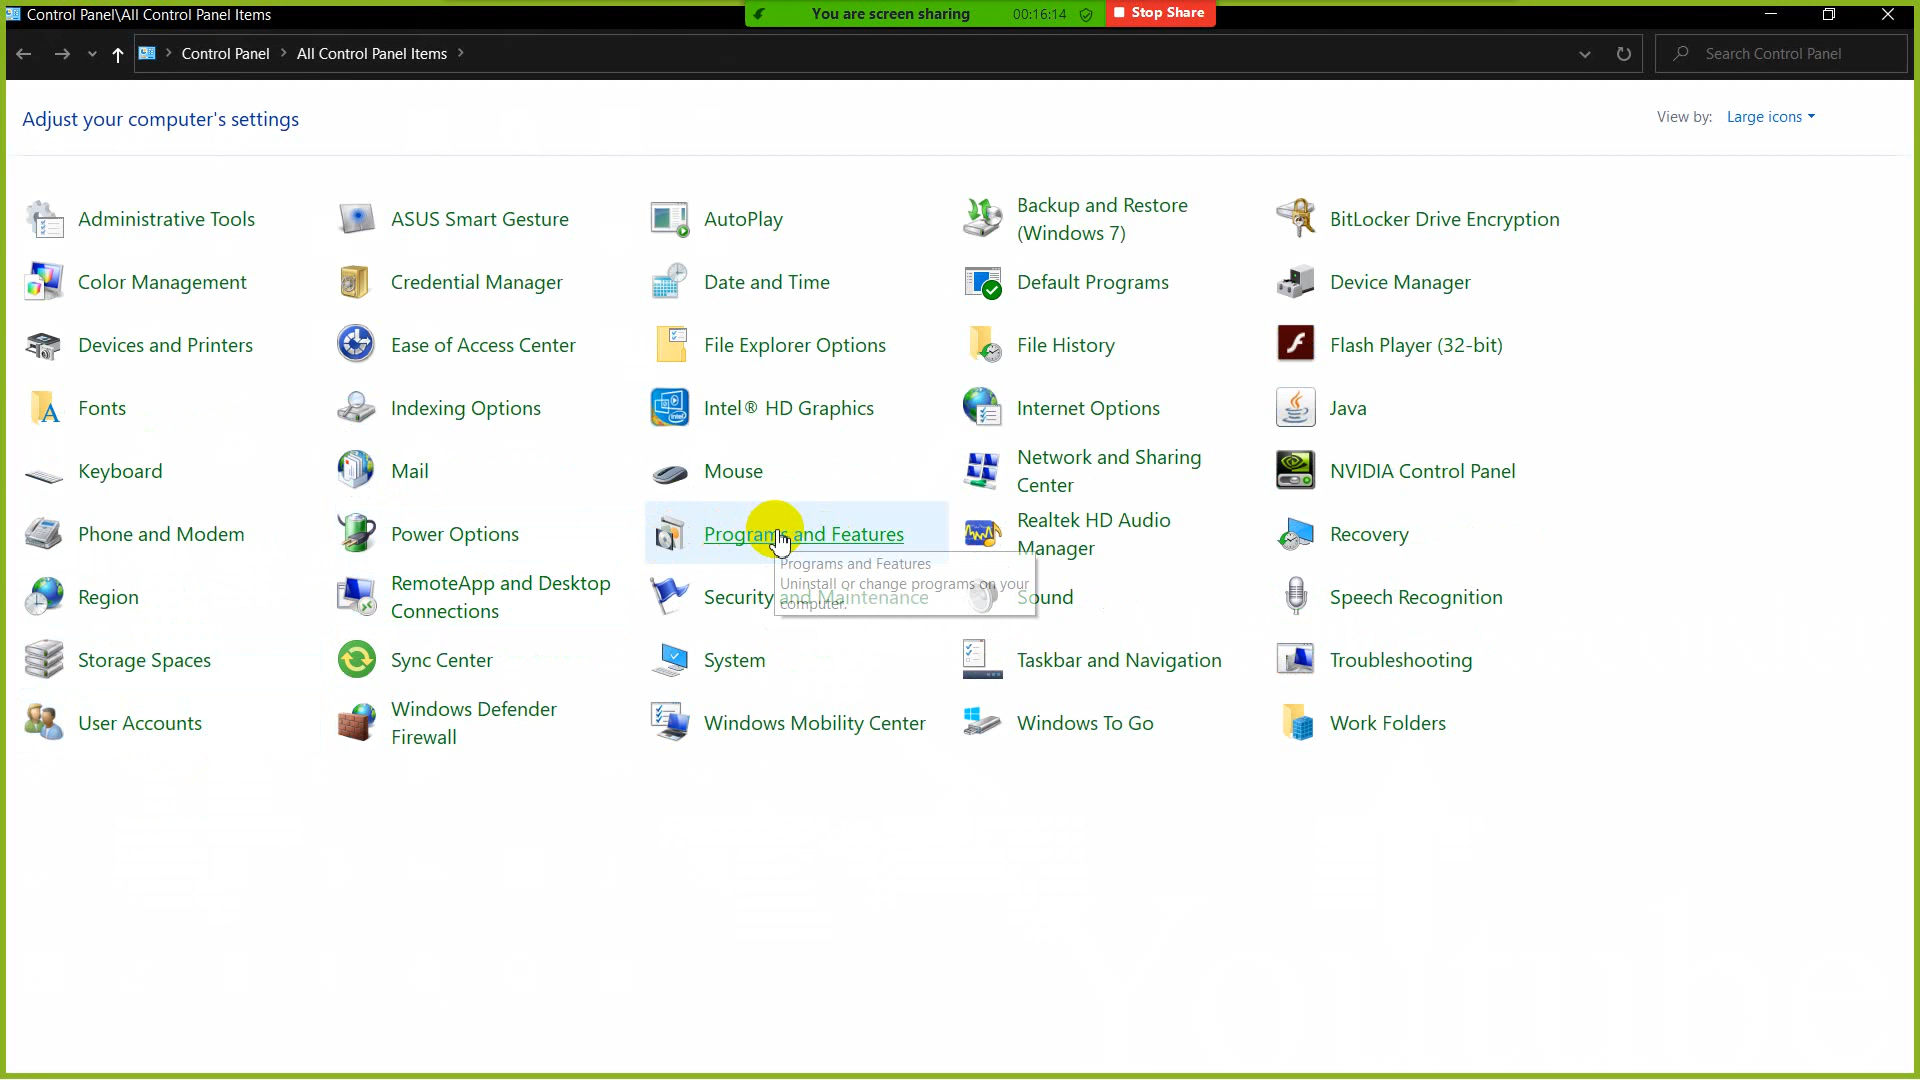 Control Panel\All Control Panel Items
You are screen sharing
00:16:14
Stop Share
Control Panel
All Control Panel Items
Search Control Panel
Adjust your computer's settings
View by: Large icons
Administrative Tools
ASUS Smart Gesture
AutoPlay
Backup and Restore
(Windows 7)
BitLocker Drive Encryption
Color Management
Credential Manager
Date and Time
Default Programs
Device Manager
Devices and Printers
Ease of Access Center
File Explorer Options
File History
Flash Player (32-bit)
Fonts
Indexing Options
Intel® HD Graphics
Internet Options
Java
Keyboard
Mail
Mouse
Network and Sharing
Center
NVIDIA Control Panel
Phone and Modem
Power Options
Programs and Features
Realtek HD Audio
Manager
Recovery
Programs and Features
Uninstall or change programs on your
computer.
Region
RemoteApp and Desktop
Connections
Security and Maintenance
Sound
Speech Recognition
Storage Spaces
Sync Center
System
Taskbar and Navigation
Troubleshooting
User Accounts
Windows Defender
Firewall
Windows Mobility Center
Windows To Go
Work Folders